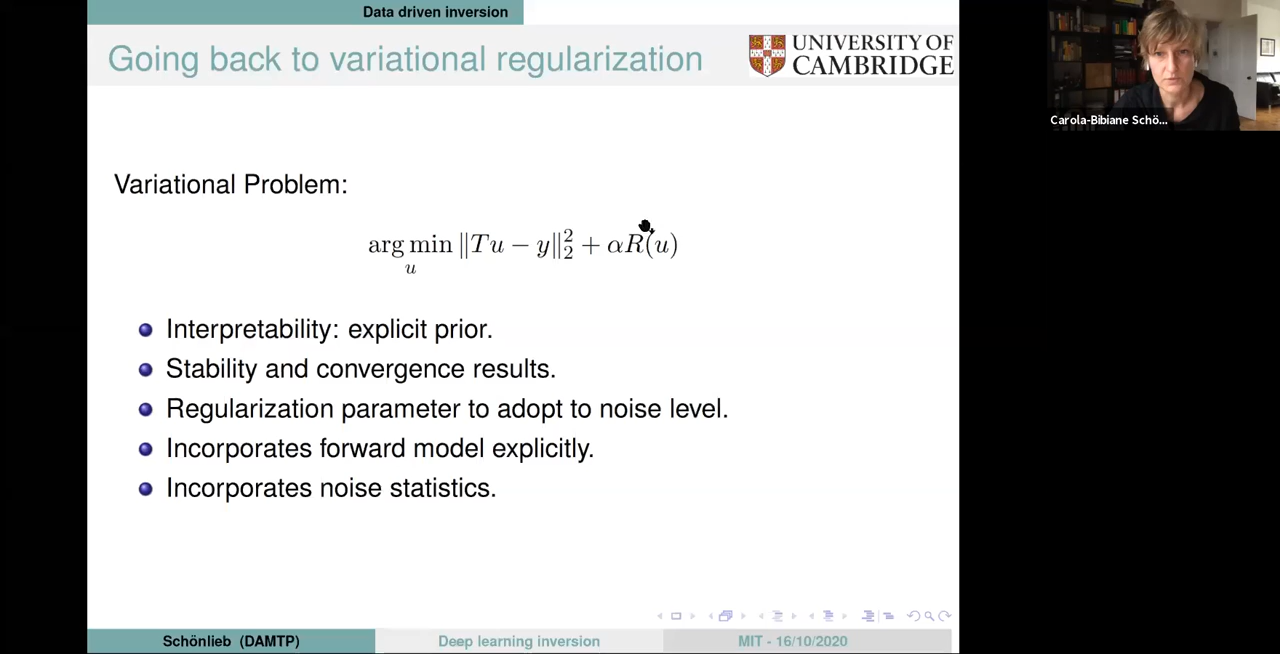 Data driven inversion
Going back to variational regularization
UNIVERSITY OF
CAMBRIDGE
Carola-Bibiane Schö...
Variational Problem:
arg min ‖Tu − y‖₂² + αR(u)
u
Interpretability: explicit prior.
Stability and convergence results.
Regularization parameter to adopt to noise level.
Incorporates forward model explicitly.
Incorporates noise statistics.
Schönlieb (DAMTP)
Deep learning inversion
MIT - 16/10/2020